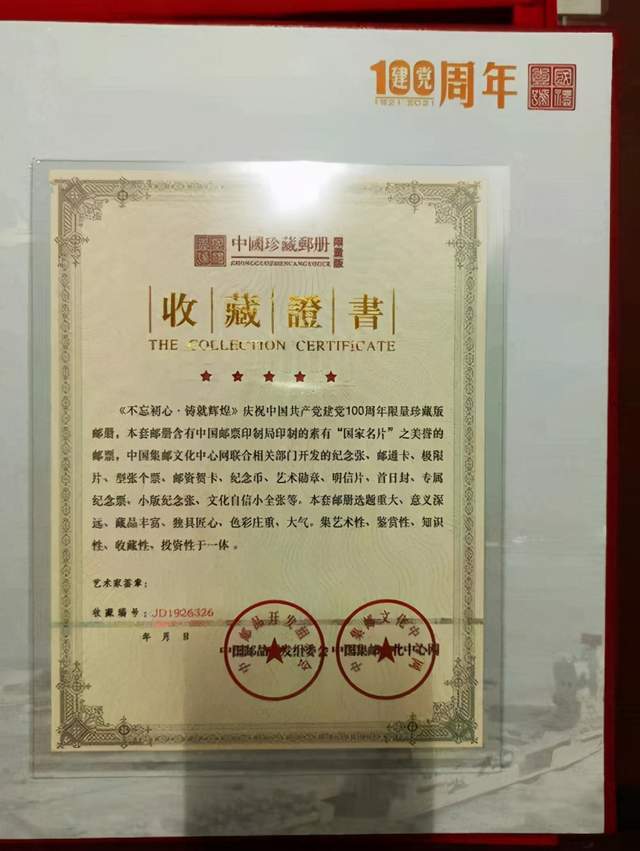 100周年
建党
1921 2021
中國珍藏郵册
限量版
ZHONGGUOZHENCANGYOUCE
收藏證書
THE COLLECTION CERTIFICATE
《不忘初心·铸就辉煌》庆祝中国共产党建党100周年限量珍藏版
邮册，本套邮册含有中国邮票印制局印制的素有“国家名片”之美誉的
邮票，中国集邮文化中心网联合相关部门开发的纪念张、邮通卡、极限
片、型张个票、邮资贺卡、纪念币、艺术勋章、明信片、首日封、专属
纪念票、小版纪念张、文化自信小全张等。本套邮册选题重大、意义深
远、藏品丰富、独具匠心，色彩庄重、大气。集艺术性、鉴赏性、知识
性、收藏性、投资性于一体。
艺术家签章：
收藏编号：JD1926326
年 月 日
中国邮品开发组委会
中国集邮文化中心网